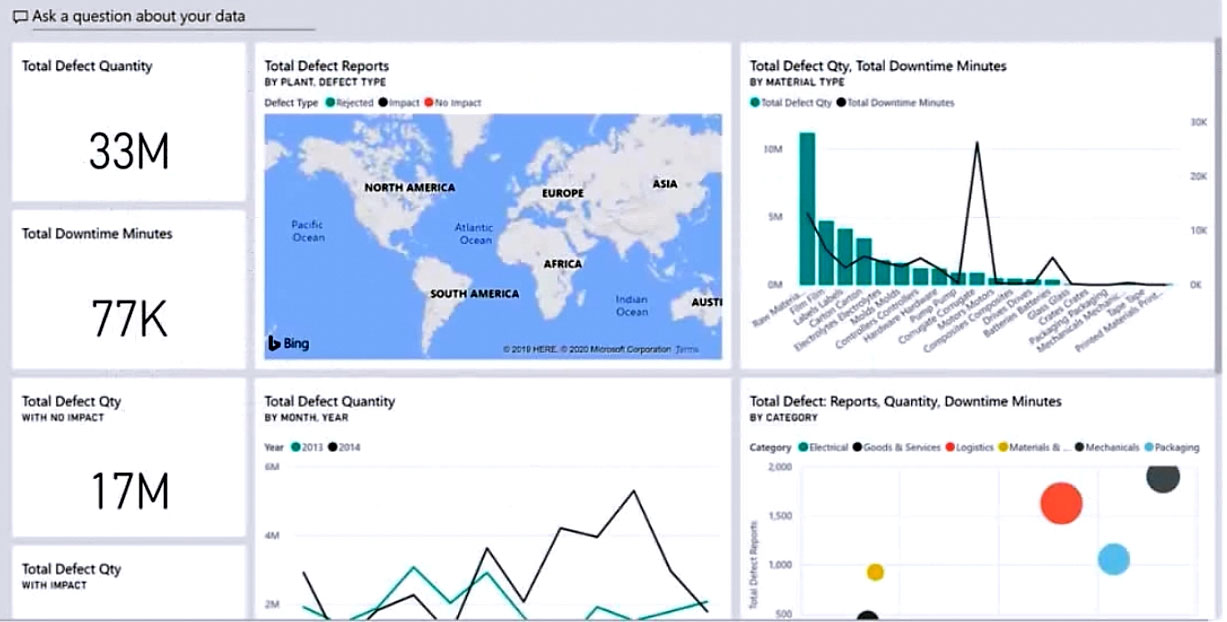 Ask a question about your data
Total Defect Quantity
33M
Total Downtime Minutes
77K
Total Defect Qty
WITH NO IMPACT
17M
Total Defect Qty
WITH IMPACT
Total Defect Reports
BY PLANT, DEFECT TYPE
Defect Type Rejected Impact No Impact
NORTH AMERICA
EUROPE
ASIA
Pacific
Ocean
Atlantic
Ocean
AFRICA
SOUTH AMERICA
Indian
Ocean
AUSTI
Bing
© 2019 HERE, © 2020 Microsoft Corporation Terms
Total Defect Quantity
BY MONTH, YEAR
Year 2013 2014
6M
4M
2M
Total Defect Qty, Total Downtime Minutes
BY MATERIAL TYPE
Total Defect Qty Total Downtime Minutes
10M
5M
0M
30K
20K
10K
0K
Raw Materia...
Film Film
Labels Labels
Carton Carton
Electrolytes Electrolytes
Molds Molds
Controllers Controllers
Hardware Hardware
Pump Pump
Corrugate Corrugate
Motors Motors
Composites Composites
Drives Drives
Batteries Batteries
Glass Glass
Crates Crates
Packaging Packaging
Mechanicals Mechanic...
Tape Tape
Printed Materials Print...
Total Defect: Reports, Quantity, Downtime Minutes
BY CATEGORY
Category Electrical Goods & Services Logistics Materials & ... Mechanicals Packaging
Total Defect Reports
2,000
1,500
1,000
500